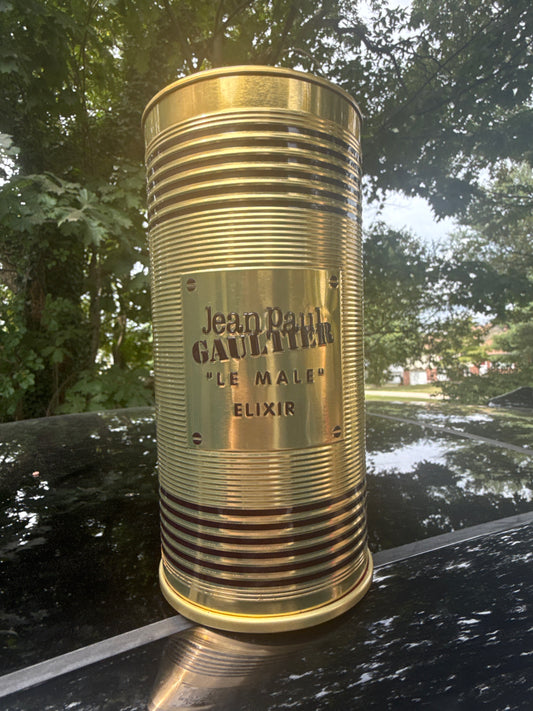 Jean Paul
GAULTIER
"LE MALE"
ELIXIR